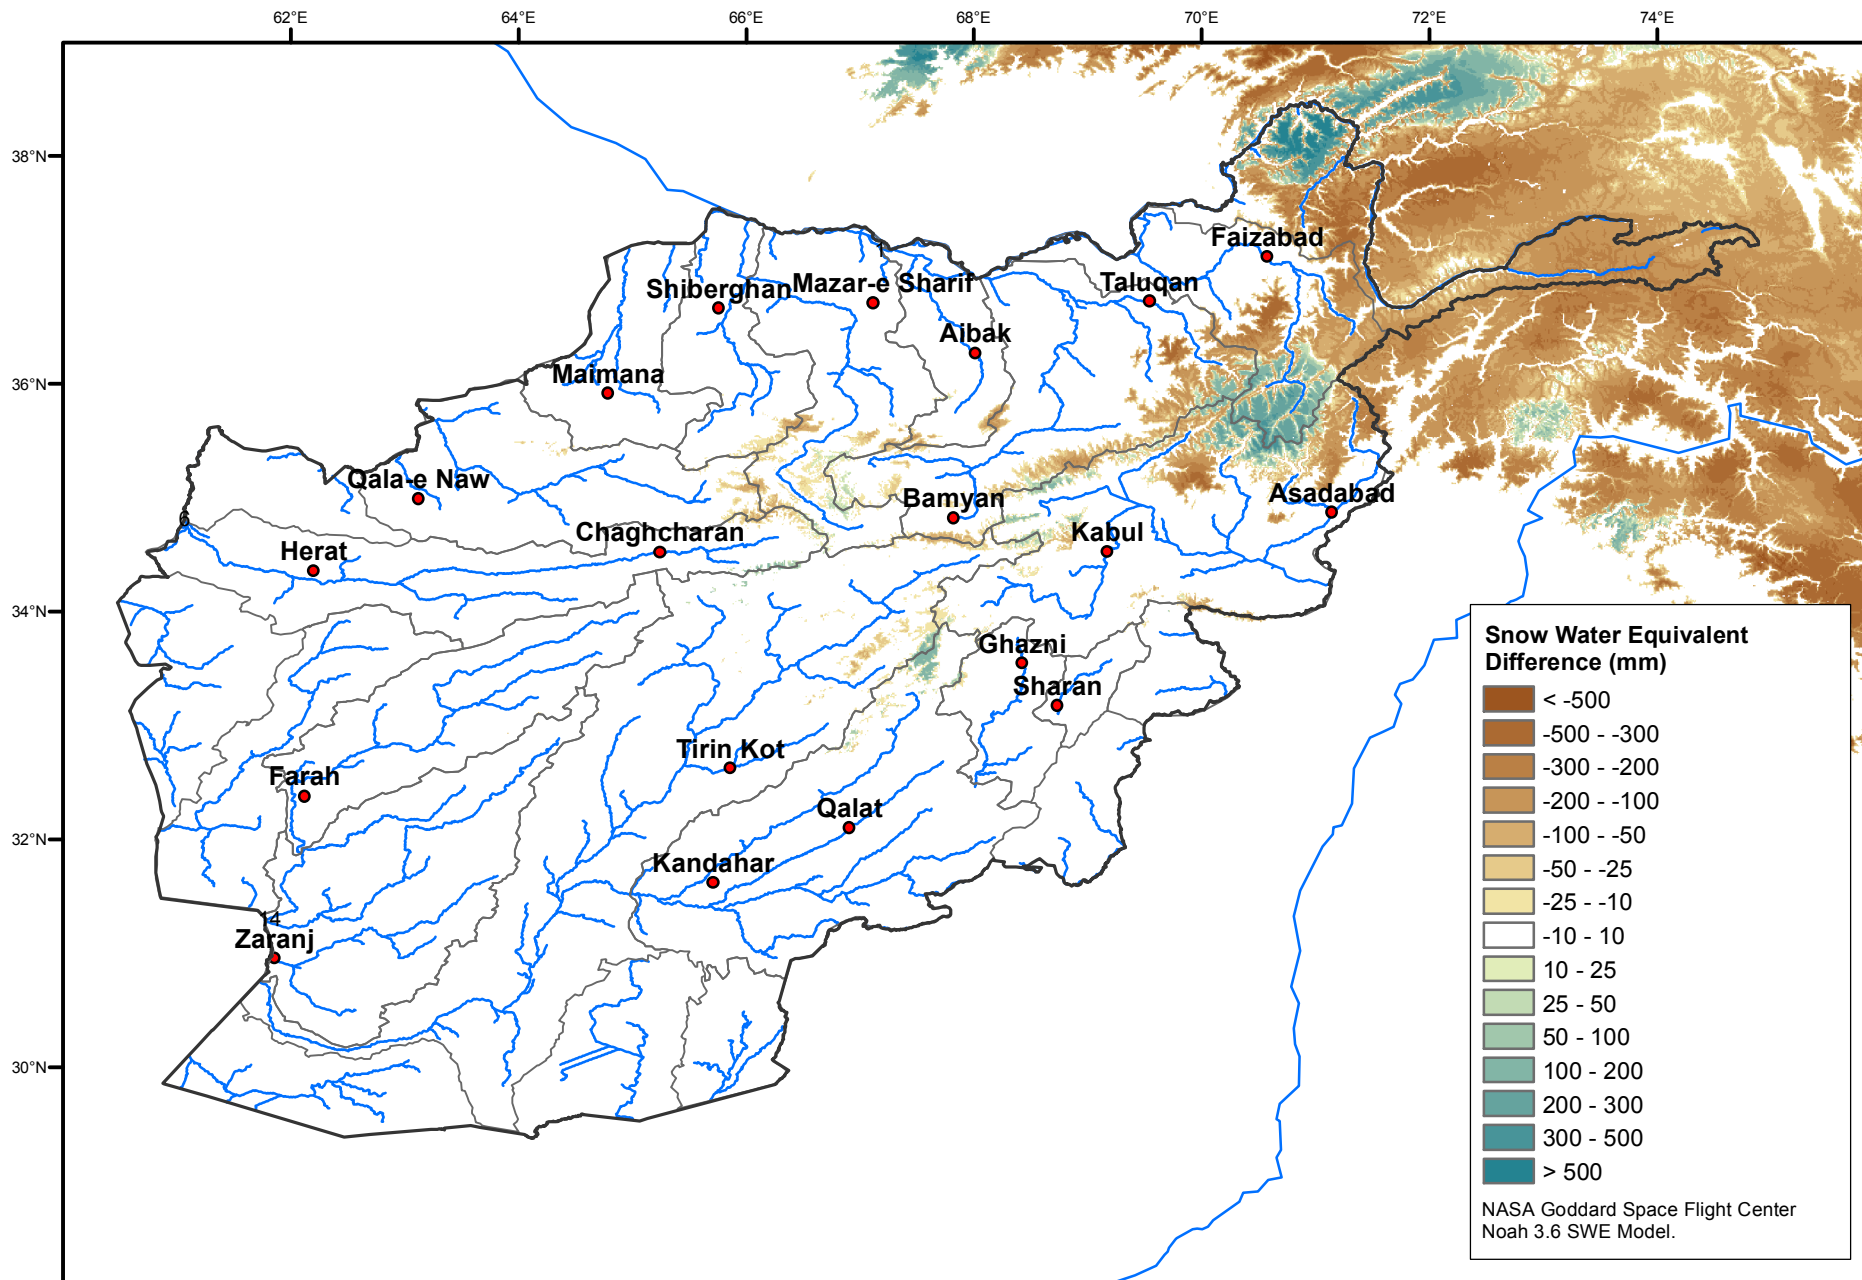 62°E 64°E 66°E 68°E 70°E 72°E 74°E
38°N
Faizabad
Shiberghan Mazar-e Sharif Taluqan
Aibak
36°N
Maimana
Qala-e Naw
Bamyan Asadabad
6
Chaghcharan Kabul
Herat
34°N
Ghazni
Sharan
Tirin Kot
Farah
Qalat
32°N
Kandahar
14
Zaranj
30°N
Snow Water Equivalent
Difference (mm)
< -500
-500 - -300
-300 - -200
-200 - -100
-100 - -50
-50 - -25
-25 - -10
-10 - 10
10 - 25
25 - 50
50 - 100
100 - 200
200 - 300
300 - 500
> 500
NASA Goddard Space Flight Center
Noah 3.6 SWE Model.